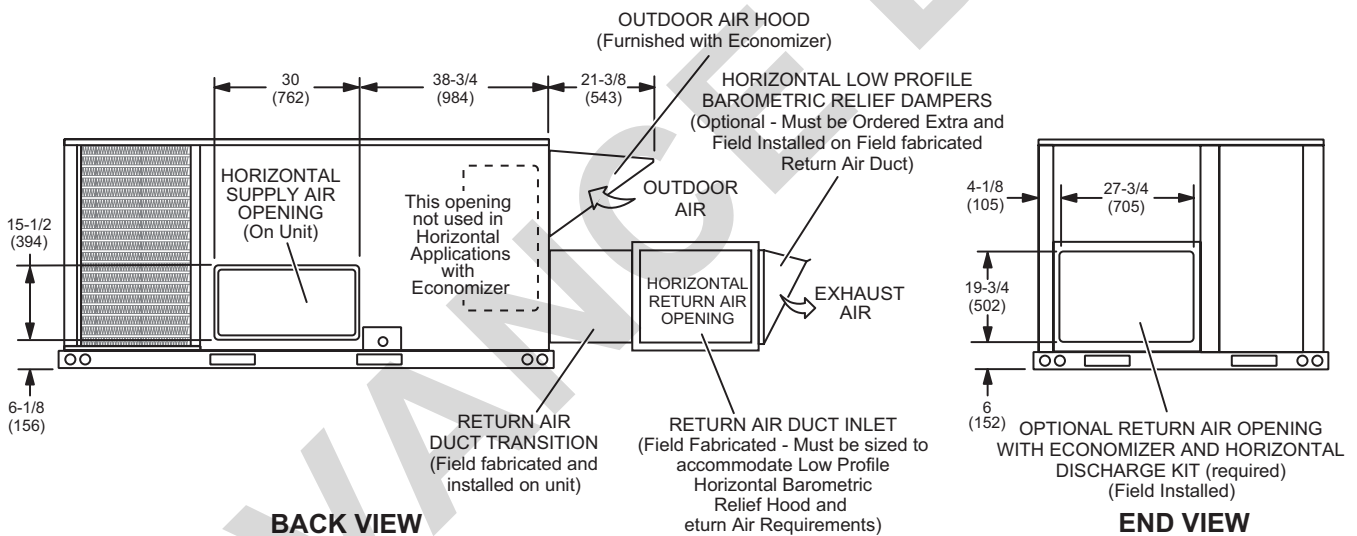 OUTDOOR AIR HOOD
(Furnished with Economizer)
30
(762)
38-3/4
(984)
21-3/8
(543)
HORIZONTAL LOW PROFILE
BAROMETRIC RELIEF DAMPERS
(Optional - Must be Ordered Extra and
Field Installed on Field fabricated
Return Air Duct)
HORIZONTAL
SUPPLY AIR
OPENING
(On Unit)
This opening
not used in
Horizontal
Applications
with
Economizer
OUTDOOR
AIR
15-1/2
(394)
HORIZONTAL
RETURN AIR
OPENING
EXHAUST
AIR
6-1/8
(156)
RETURN AIR
DUCT TRANSITION
(Field fabricated and
installed on unit)
RETURN AIR DUCT INLET
(Field Fabricated - Must be sized to
accommodate Low Profile
Horizontal Barometric
Relief Hood and
eturn Air Requirements)
BACK VIEW
4-1/8
(105)
27-3/4
(705)
19-3/4
(502)
6
(152)
OPTIONAL RETURN AIR OPENING
WITH ECONOMIZER AND HORIZONTAL
DISCHARGE KIT (required)
(Field Installed)
END VIEW